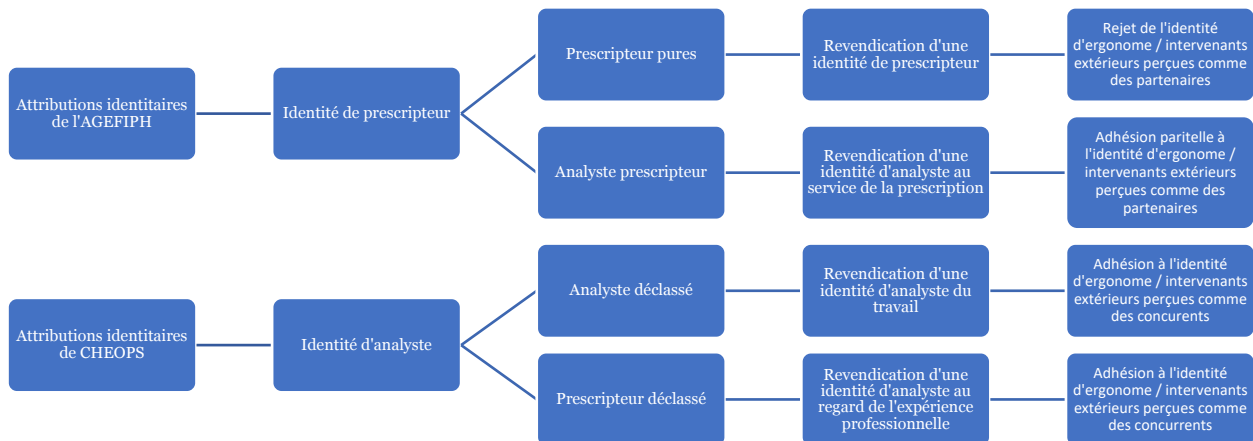 Attributions identitaires
de l'AGEFIPH
Identité de prescripteur
Prescripteur pures
Revendication d'une
identité de prescripteur
Rejet de l'identité
d'ergonome / intervenants
extérieurs perçues comme
des partenaires
Analyste prescripteur
Revendication d'une
identité d'analyste au
service de la prescription
Adhésion paritelle à
l'identité d'ergonome /
intervenants extérieurs
perçues comme des
partenaires
Attributions identitaires
de CHEOPS
Identité d'analyste
Analyste déclassé
Revendication d'une
identité d'analyste du
travail
Adhésion à l'identité
d'ergonome / intervenants
extérieurs perçues comme
des concurents
Prescripteur déclassé
Revendication d'une
identité d'analyste au
regard de l'expérience
professionnelle
Adhésion à l'identité
d'ergonome / intervenants
extérieurs perçues comme
des concurrents